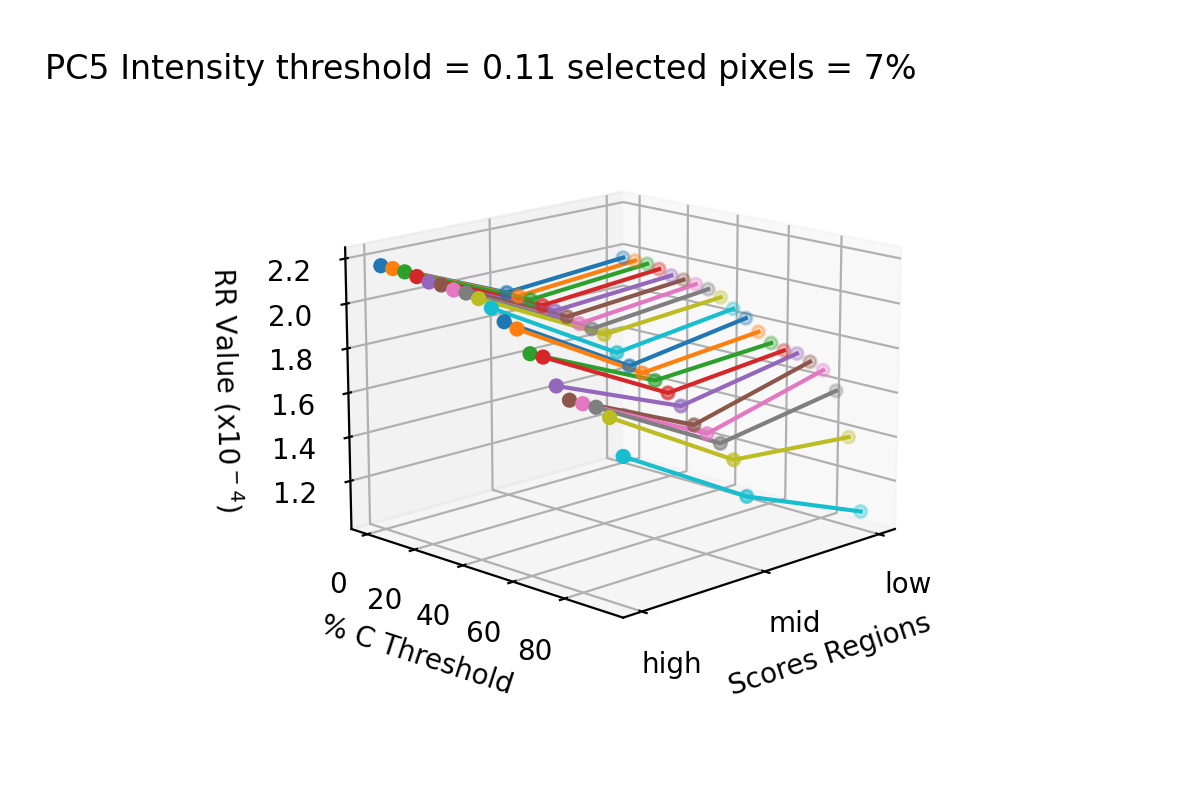 PC5 Intensity threshold = 0.11 selected pixels = 7%
RR Value (x10⁻⁴)
2.2
2.0
1.8
1.6
1.4
1.2
0
20
40
60
80
% C Threshold
high
mid
low
Scores Regions